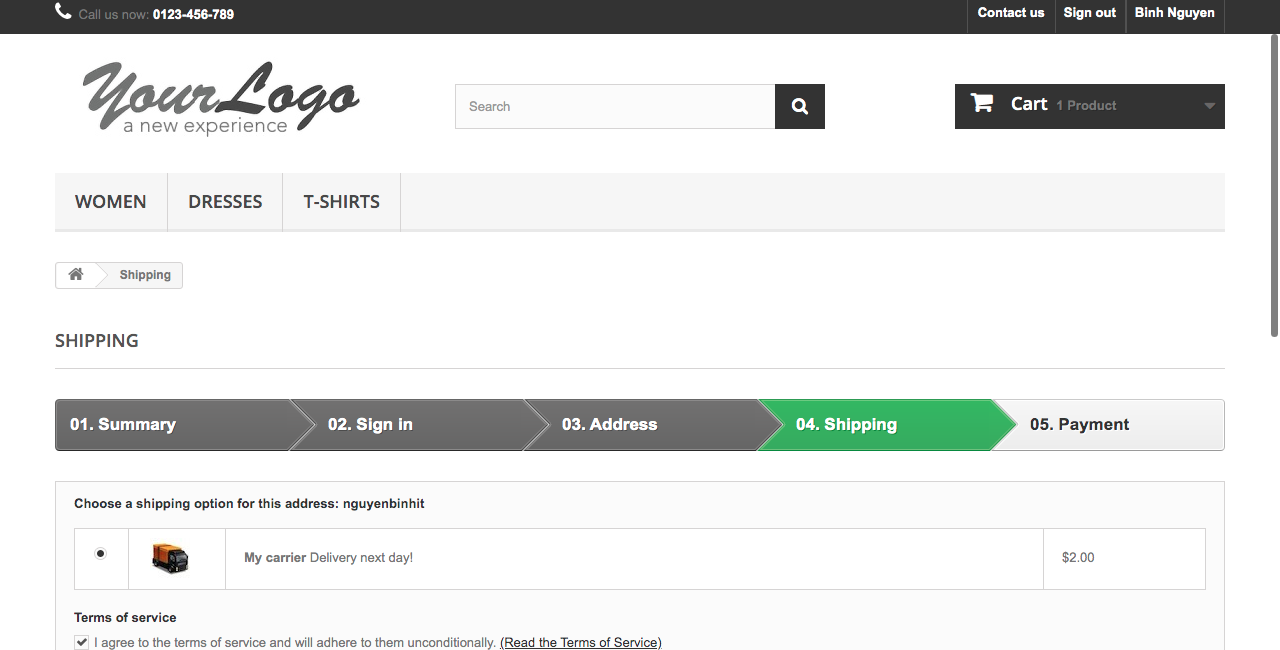 Call us now: 0123-456-789
Contact us
Sign out
Binh Nguyen
YourLogo
a new experience
Search
Cart 1 Product
WOMEN
DRESSES
T-SHIRTS
Shipping
SHIPPING
01. Summary
02. Sign in
03. Address
04. Shipping
05. Payment
Choose a shipping option for this address: nguyenbinhit
My carrier Delivery next day!
$2.00
Terms of service
I agree to the terms of service and will adhere to them unconditionally. (Read the Terms of Service)